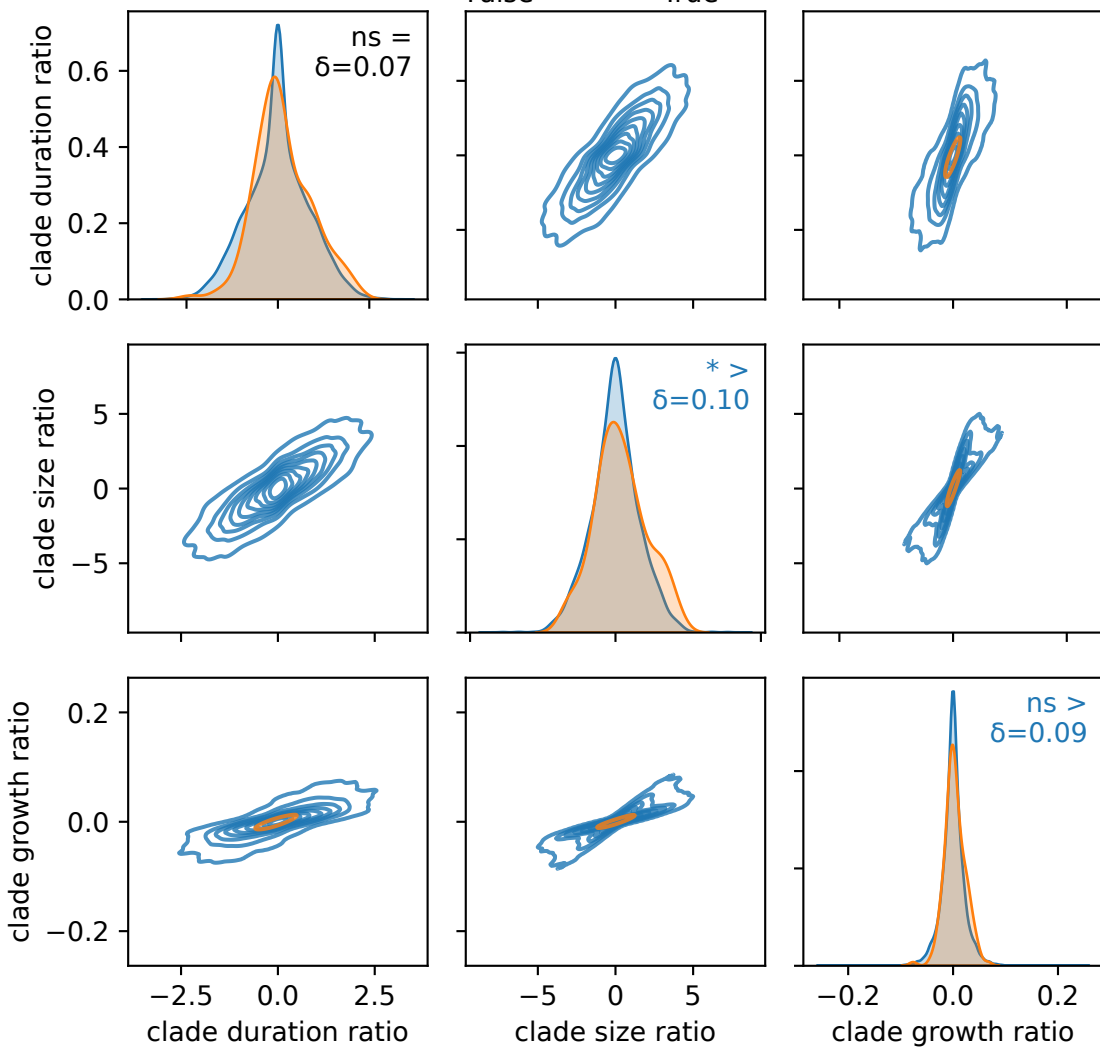 clade duration ratio
0.6
0.4
0.2
0.0
ns =
δ=0.07
clade size ratio
5
0
−5
* >
δ=0.10
clade growth ratio
0.2
0.0
−0.2
ns >
δ=0.09
−2.5 0.0 2.5
−5 0 5
−0.2 0.0 0.2
clade duration ratio
clade size ratio
clade growth ratio